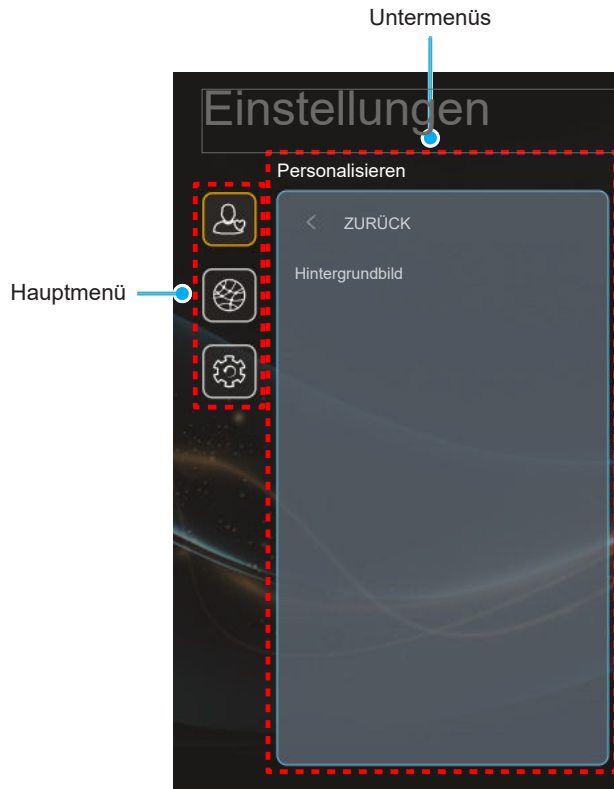 Untermenüs
Einstellungen
Personalisieren
ZURÜCK
Hintergrundbild
Hauptmenü